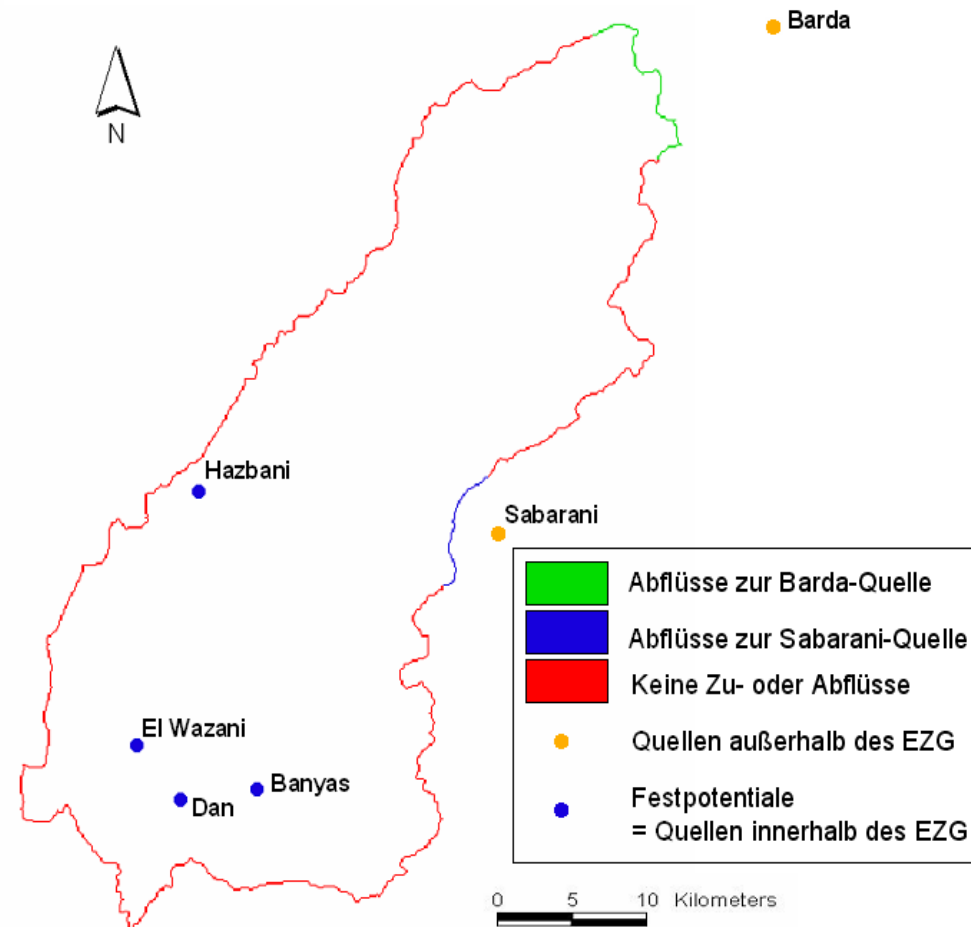 Barda
N
Hazbani
Sabarani
El Wazani
Banyas
Dan
Abflüsse zur Barda-Quelle
Abflüsse zur Sabarani-Quelle
Keine Zu- oder Abflüsse
Quellen außerhalb des EZG
Festpotentiale
= Quellen innerhalb des EZG
0 5 10 Kilometers